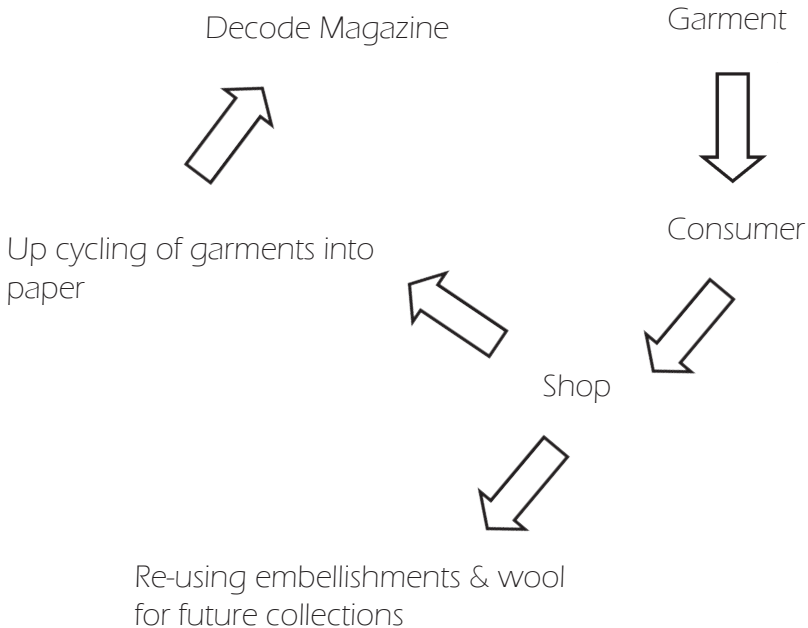 Decode Magazine
Garment
Consumer
Up cycling of garments into
paper
Shop
Re-using embellishments & wool
for future collections